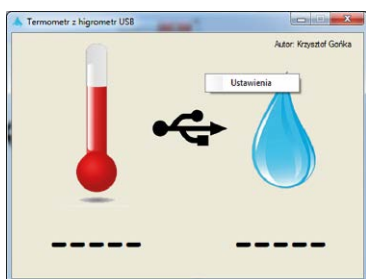 Termometr z higrometr USB
Autor: Krzysztof Gońka
Ustawienia
----- -----